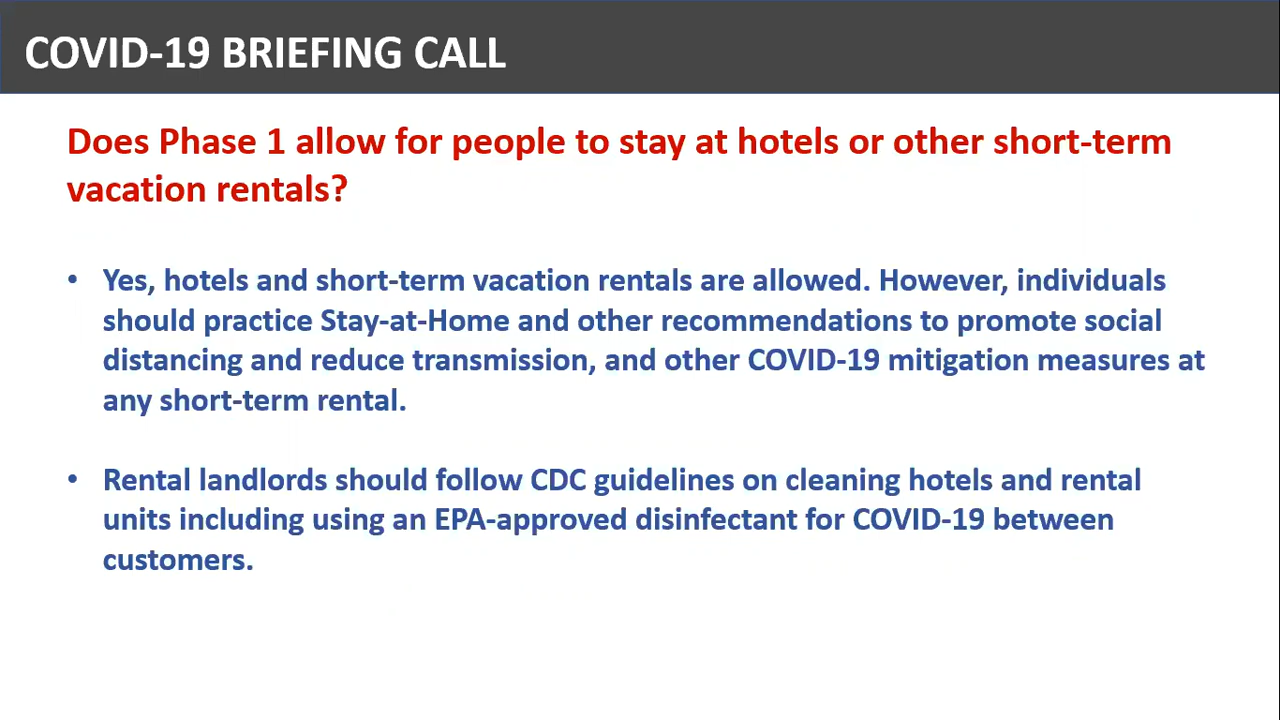 COVID-19 BRIEFING CALL
Does Phase 1 allow for people to stay at hotels or other short-term
vacation rentals?
• Yes, hotels and short-term vacation rentals are allowed. However, individuals
should practice Stay-at-Home and other recommendations to promote social
distancing and reduce transmission, and other COVID-19 mitigation measures at
any short-term rental.
• Rental landlords should follow CDC guidelines on cleaning hotels and rental
units including using an EPA-approved disinfectant for COVID-19 between
customers.